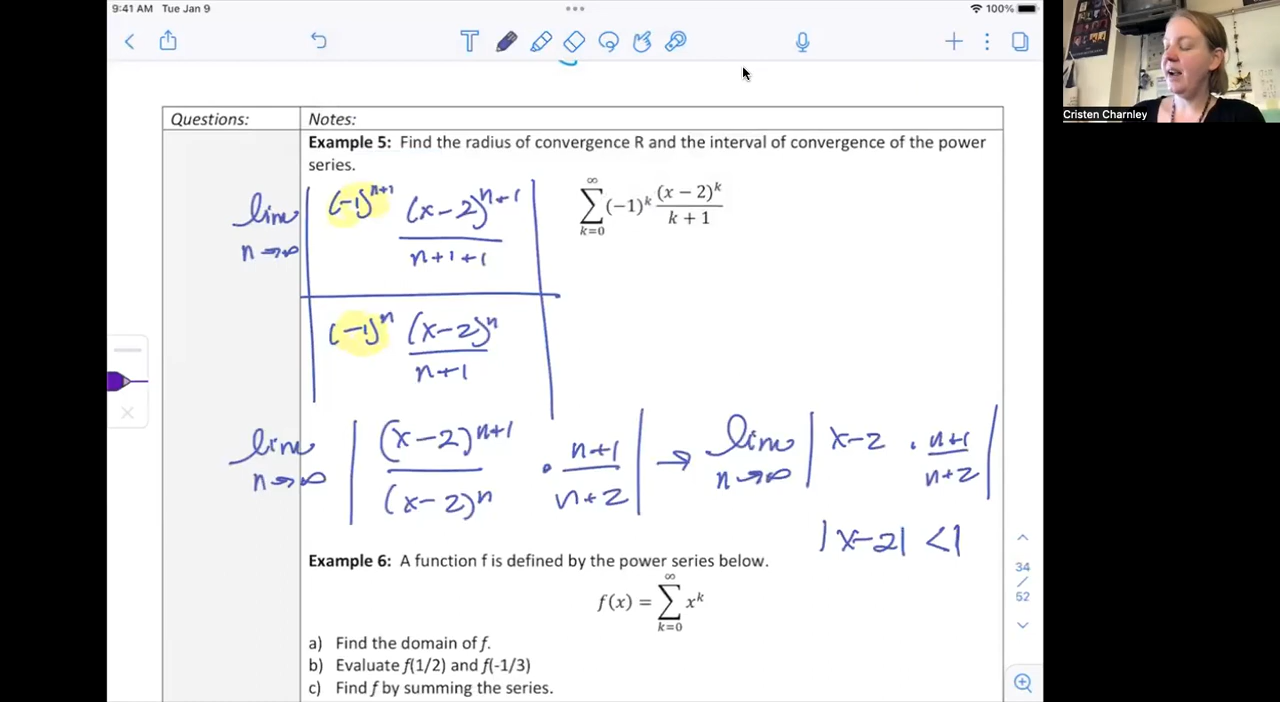 9:41 AM Tue Jan 9
100%
Cristen Charnley
Questions:
Notes:
Example 5: Find the radius of convergence R and the interval of convergence of the power
series.
∞
∑ (−1)^k (x − 2)^k / (k + 1)
k=0
lim n→∞ | (-1)^{n+1} (x-2)^{n+1} / (n+1+1) |
| (-1)^n (x-2)^n / (n+1) |
lim n→∞ | (x-2)^{n+1} / (x-2)^n · (n+1)/(n+2) | → lim n→∞ | x-2 · (n+1)/(n+2) |
|x-2| <1
Example 6: A function f is defined by the power series below.
∞
f(x) = ∑ x^k
k=0
a) Find the domain of f.
b) Evaluate f(1/2) and f(-1/3)
c) Find f by summing the series.
34
/
52